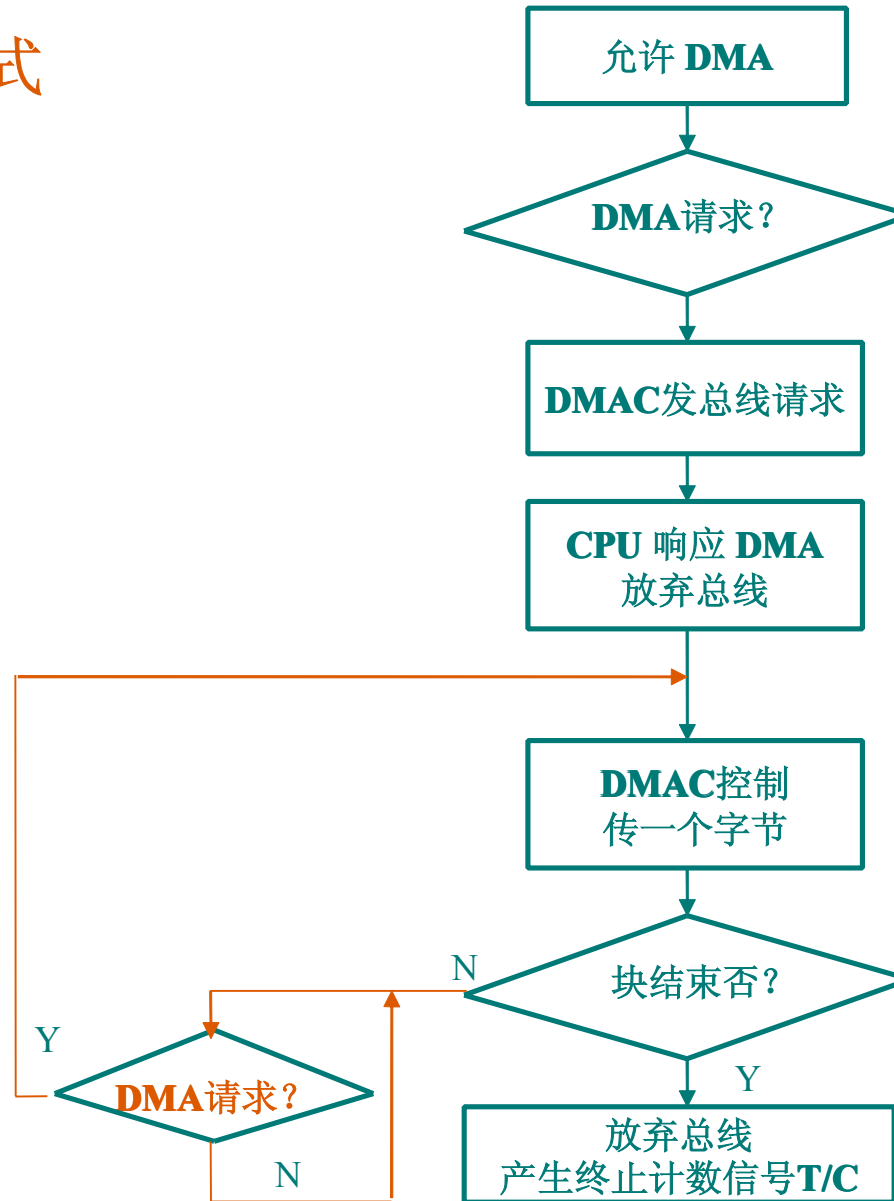 式
允许 DMA
DMA请求？
DMAC发总线请求
CPU 响应 DMA
放弃总线
DMAC控制
传一个字节
N
块结束否？
Y
DMA请求？
Y
N
放弃总线
产生终止计数信号T/C